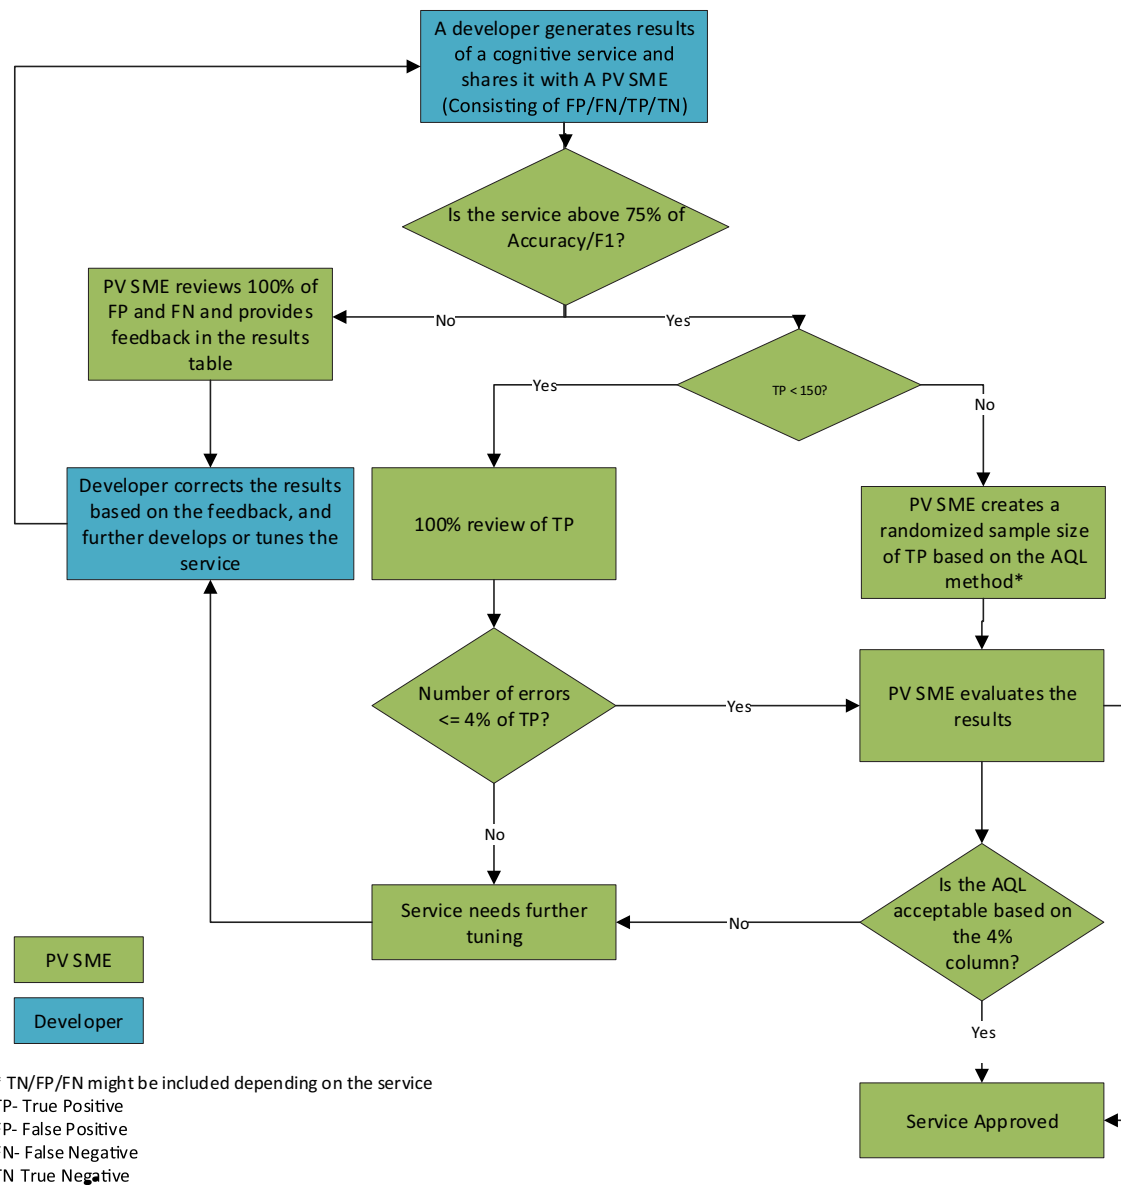 A developer generates results
of a cognitive service and
shares it with A PV SME
(Consisting of FP/FN/TP/TN)
Is the service above 75% of
Accuracy/F1?
PV SME reviews 100% of
FP and FN and provides
feedback in the results
table
No
Yes
TP < 150?
Yes
No
Developer corrects the results
based on the feedback, and
further develops or tunes the
service
100% review of TP
PV SME creates a
randomized sample size
of TP based on the AQL
method*
Number of errors
<= 4% of TP?
Yes
PV SME evaluates the
results
No
Is the AQL
acceptable based on
the 4%
column?
Service needs further
tuning
No
Yes
PV SME
Developer
Service Approved
* TN/FP/FN might be included depending on the service
TP- True Positive
FP- False Positive
FN- False Negative
TN True Negative